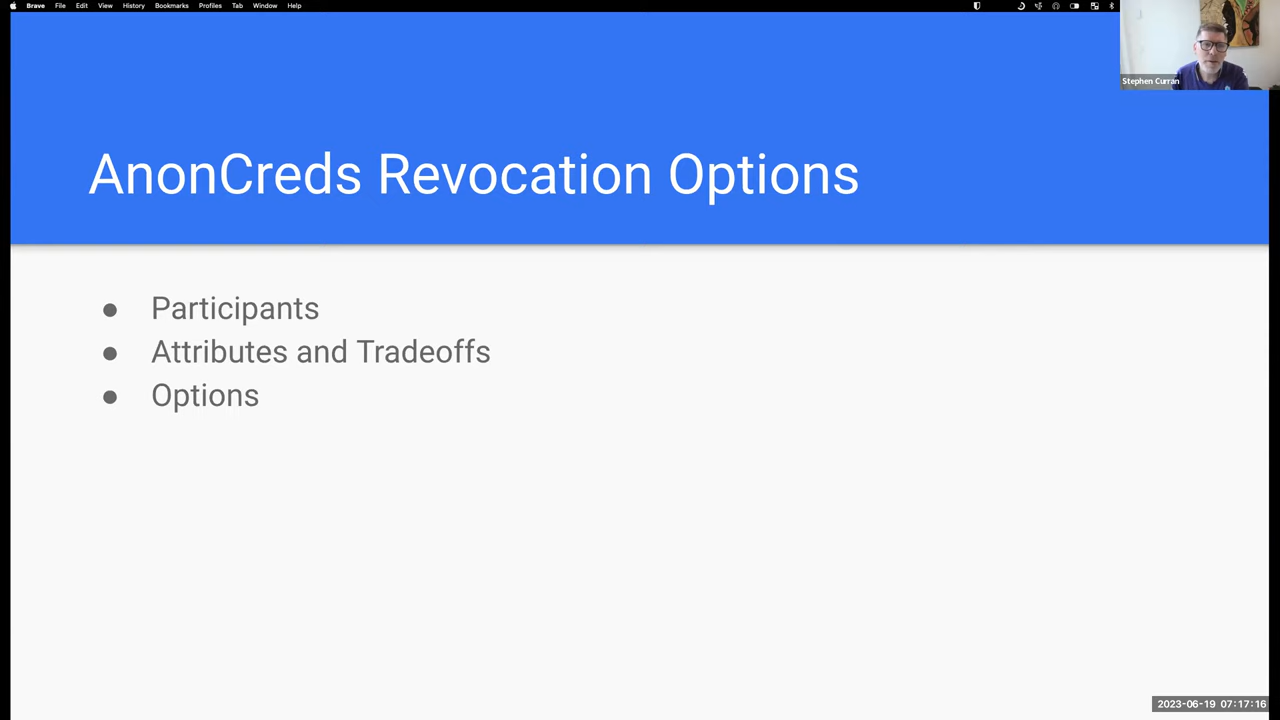 Brave File Edit View History Bookmarks Profiles Tab Window Help
Stephen Curran
AnonCreds Revocation Options
● Participants
● Attributes and Tradeoffs
● Options
2023-06-19 07:17:16